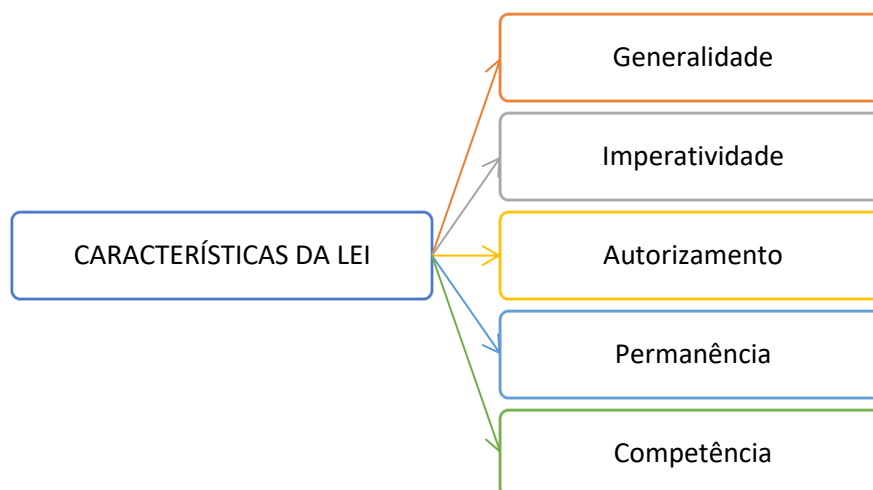 CARACTERÍSTICAS DA LEI
Generalidade
Imperatividade
Autorizamento
Permanência
Competência